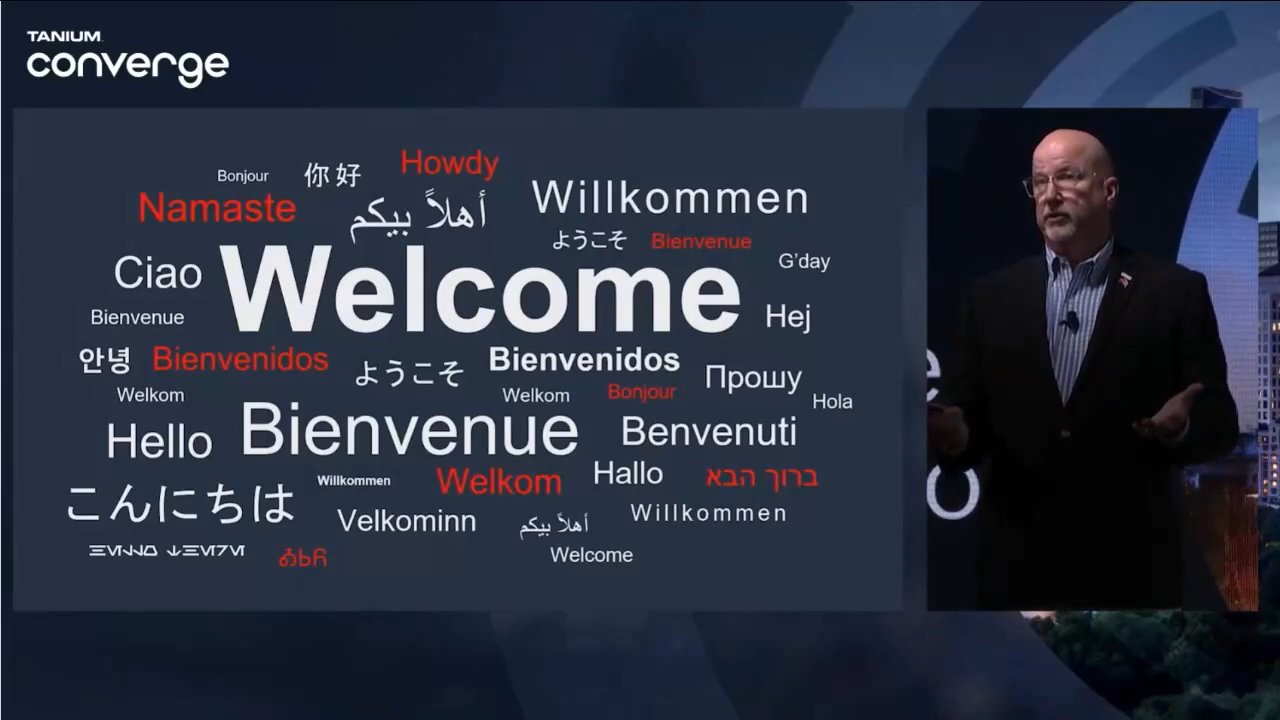 TANIUM
converge
Bonjour
你好
Howdy
Namaste
أهلاً بيكم
Willkommen
ようこそ
Bienvenue
G'day
Ciao
Welcome
Bienvenue
Hej
안녕
Bienvenidos
ようこそ
Bienvenidos
Прошу
Welkom
Welkom
Bonjour
Hola
Hello
Bienvenue
Benvenuti
Willkommen
Welkom
Hallo
ברוך הבא
こんにちは
Velkominn
أهلاً بيكم
Willkommen
Welcome